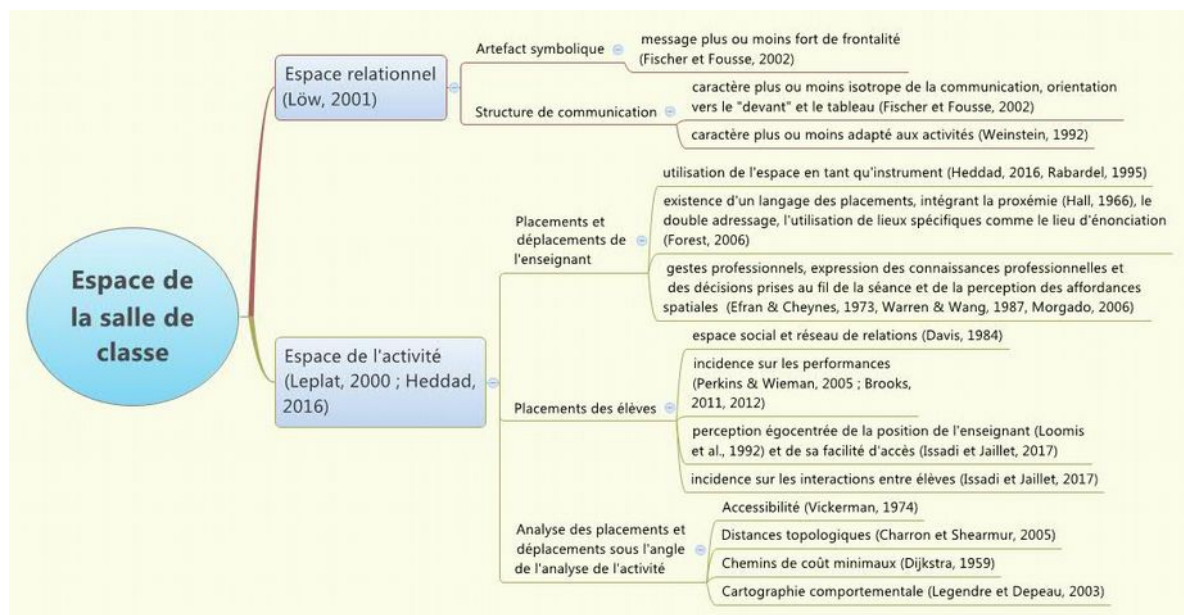 Espace de
la salle de
classe
Espace relationnel
(Löw, 2001)
Artefact symbolique
message plus ou moins fort de frontalité
(Fischer et Fousse, 2002)
Structure de communication
caractère plus ou moins isotrope de la communication, orientation
vers le "devant" et le tableau (Fischer et Fousse, 2002)
caractère plus ou moins adapté aux activités (Weinstein, 1992)
Espace de l'activité
(Leplat, 2000 ; Heddad,
2016)
Placements et
déplacements de
l'enseignant
utilisation de l'espace en tant qu'instrument (Heddad, 2016, Rabardel, 1995)
existence d'un langage des placements, intégrant la proxémie (Hall, 1966), le
double adressage, l'utilisation de lieux spécifiques comme le lieu d'énonciation
(Forest, 2006)
gestes professionnels, expression des connaissances professionnelles et
des décisions prises au fil de la séance et de la perception des affordances
spatiales (Efran & Cheynes, 1973, Warren & Wang, 1987, Morgado, 2006)
Placements des élèves
espace social et réseau de relations (Davis, 1984)
incidence sur les performances
(Perkins & Wieman, 2005 ; Brooks,
2011, 2012)
perception égocentrée de la position de l'enseignant (Loomis
et al., 1992) et de sa facilité d'accès (Issadi et Jaillet, 2017)
incidence sur les interactions entre élèves (Issadi et Jaillet, 2017)
Analyse des placements et
déplacements sous l'angle
de l'analyse de l'activité
Accessibilité (Vickerman, 1974)
Distances topologiques (Charron et Shearmur, 2005)
Chemins de coût minimaux (Dijkstra, 1959)
Cartographie comportementale (Legendre et Depeau, 2003)